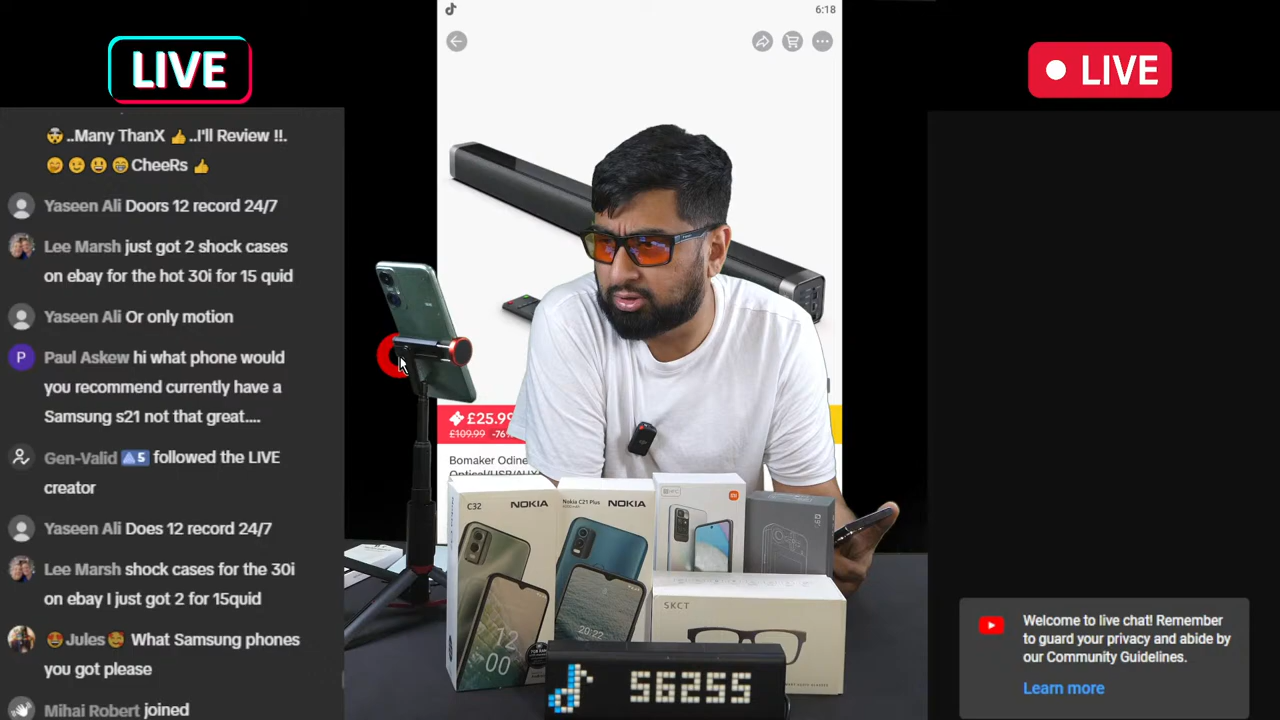 LIVE
🤯..Many ThanX 👍..I'll Review !!.
😊 😉 😃 😁 CheeRs 👍
Yaseen Ali Doors 12 record 24/7
Lee Marsh just got 2 shock cases
on ebay for the hot 30i for 15 quid
Yaseen Ali Or only motion
P
Paul Askew hi what phone would
you recommend currently have a
Samsung s21 not that great....
Gen-Valid 5 followed the LIVE
creator
Yaseen Ali Does 12 record 24/7
Lee Marsh shock cases for the 30i
on ebay I just got 2 for 15quid
🤩Jules🥰 What Samsung phones
you got please
Mihai Robert joined
6:18
£25.99
£109.99 -76%
Bomaker Odine
Optical/USB/AUX
C32 NOKIA
12
00
Nokia C21 Plus NOKIA
20:22
SKCT
56255
LIVE
Welcome to live chat! Remember
to guard your privacy and abide by
our Community Guidelines.
Learn more